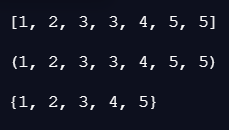 [1, 2, 3, 3, 4, 5, 5]
(1, 2, 3, 3, 4, 5, 5)
{1, 2, 3, 4, 5}